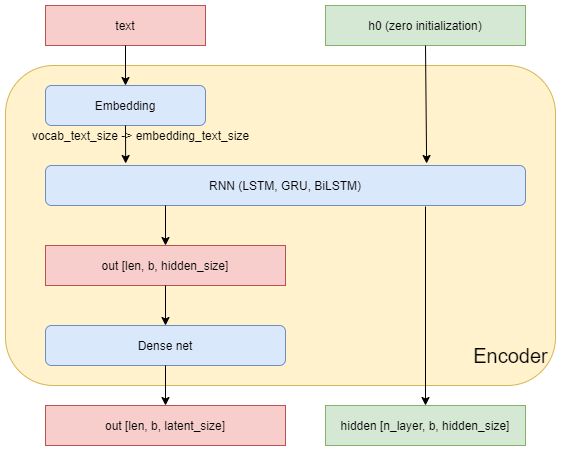 text
h0 (zero initialization)
Embedding
vocab_text_size -> embedding_text_size
RNN (LSTM, GRU, BiLSTM)
out [len, b, hidden_size]
Dense net
Encoder
out [len, b, latent_size]
hidden [n_layer, b, hidden_size]